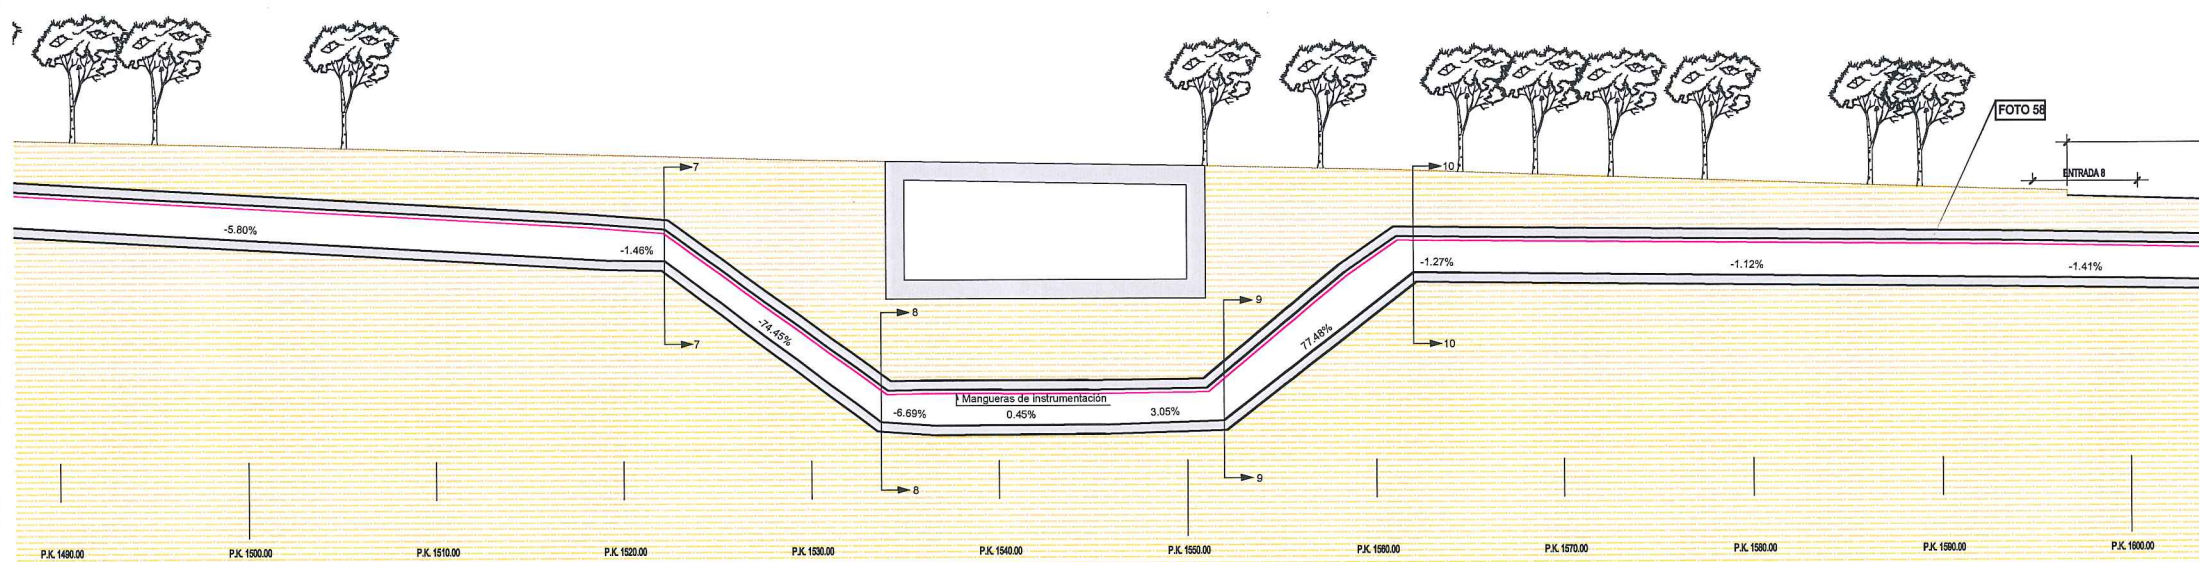 FOTO 58
ENTRADA 8
7
10
-5.80%
-1.46%
-1.27%
-1.12%
-1.41%
9
8
-74.45%
77.48%
7
10
Mangueras de instrumentación
-6.69%
0.45%
3.05%
9
8
P.K. 1490.00
P.K. 1500.00
P.K. 1510.00
P.K. 1520.00
P.K. 1530.00
P.K. 1540.00
P.K. 1550.00
P.K. 1560.00
P.K. 1570.00
P.K. 1580.00
P.K. 1590.00
P.K. 1600.00